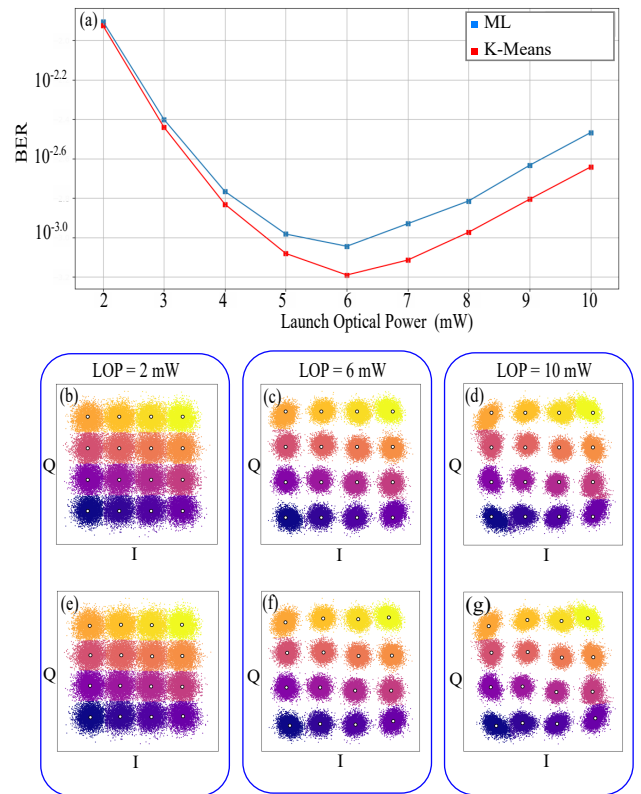 (a)
ML
K-Means
10^-2.2
10^-2.6
10^-3.0
BER
2 3 4 5 6 7 8 9 10
Launch Optical Power (mW)
LOP = 2 mW LOP = 6 mW LOP = 10 mW
(b) (c) (d)
Q Q Q
I I I
(e) (f) (g)
Q Q Q
I I I